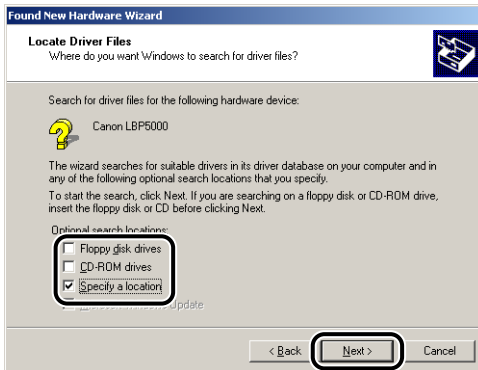 Found New Hardware Wizard
Locate Driver Files
Where do you want Windows to search for driver files?
Search for driver files for the following hardware device:
Canon LBP5000
The wizard searches for suitable drivers in its driver database on your computer and in
any of the following optional search locations that you specify.
To start the search, click Next. If you are searching on a floppy disk or CD-ROM drive,
insert the floppy disk or CD before clicking Next.
Optional search locations:
Floppy disk drives
CD-ROM drives
Specify a location
Update
< Back
Next >
Cancel